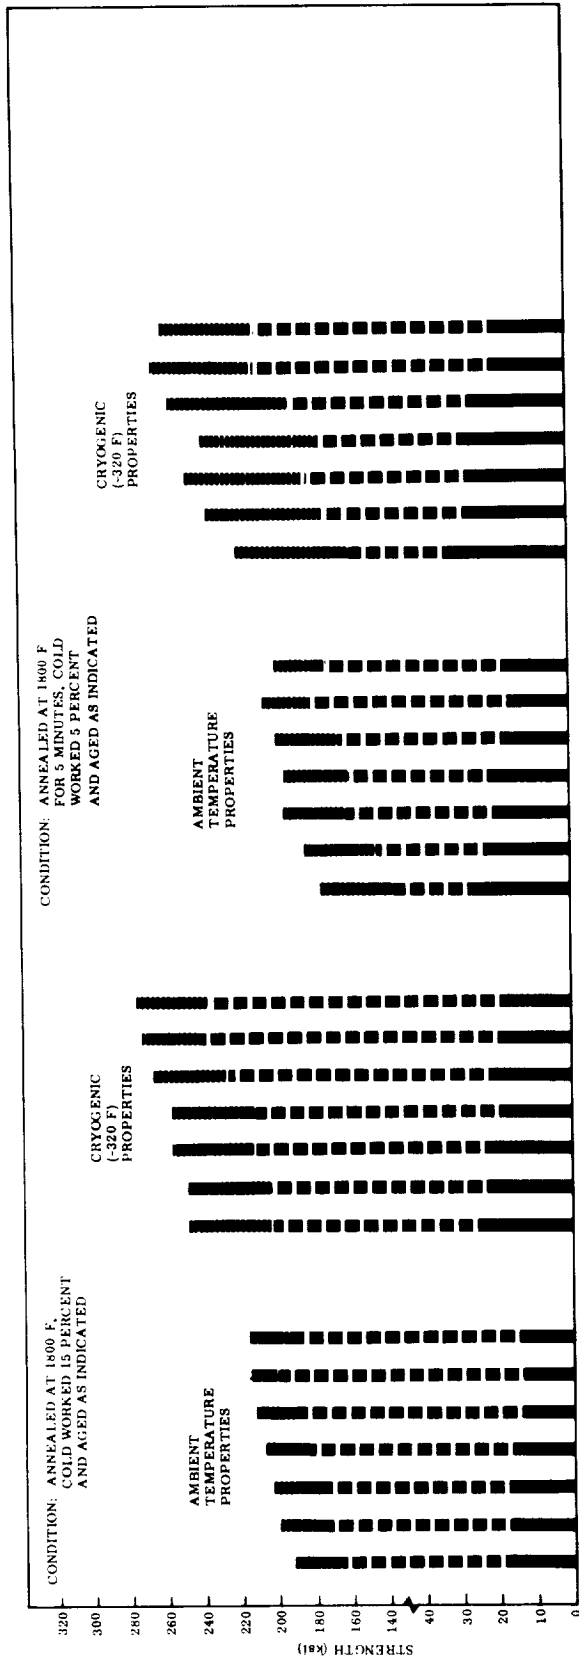 CONDITION: ANNEALED AT 1800 F,
COLD WORKED 15 PERCENT
AND AGED AS INDICATED
AMBIENT
TEMPERATURE
PROPERTIES
CRYOGENIC
(-320 F)
PROPERTIES
CONDITION: ANNEALED AT 1800 F
FOR 5 MINUTES, COLD
WORKED 5 PERCENT
AND AGED AS INDICATED
AMBIENT
TEMPERATURE
PROPERTIES
CRYOGENIC
(-320 F)
PROPERTIES
STRENGTH (ksi)
320
300
280
260
240
220
200
180
160
140
40
30
20
10
0